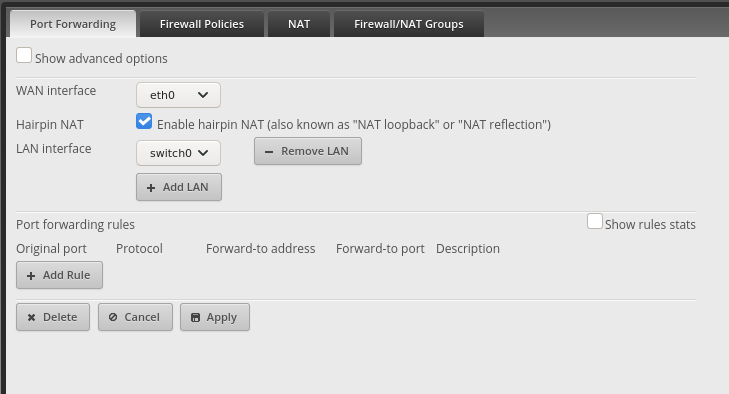 Port Forwarding Firewall Policies NAT Firewall/NAT Groups
Show advanced options
WAN interface eth0
Hairpin NAT Enable hairpin NAT (also known as "NAT loopback" or "NAT reflection")
LAN interface switch0 Remove LAN
Add LAN
Port forwarding rules Show rules stats
Original port Protocol Forward-to address Forward-to port Description
Add Rule
Delete Cancel Apply